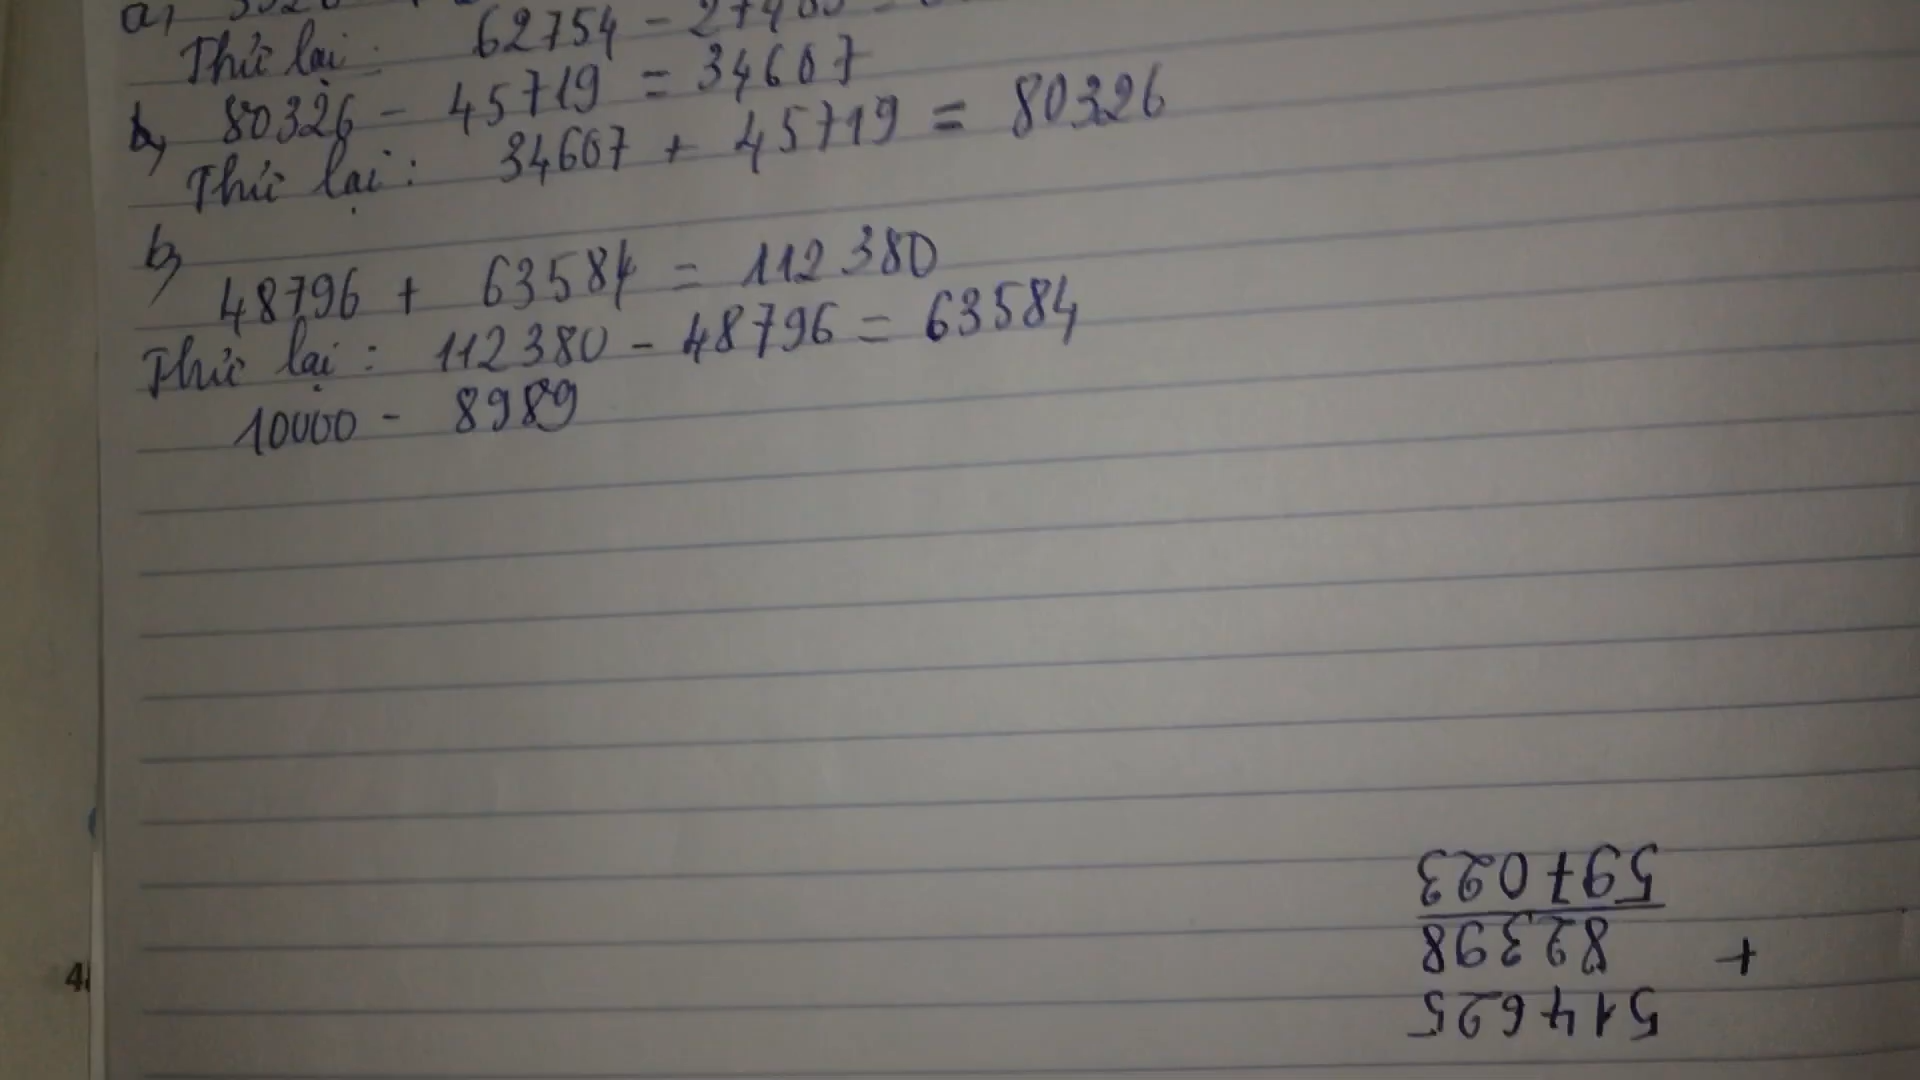 a,
Thử lại : 62754 -
b, 80326 - 45719 = 34607
Thử lại : 34607 + 45719 = 80326
b,
48796 + 63584 = 112380
Thử lại : 112380 - 48796 = 63584
10000 - 8989
514625
+ 82398
597023